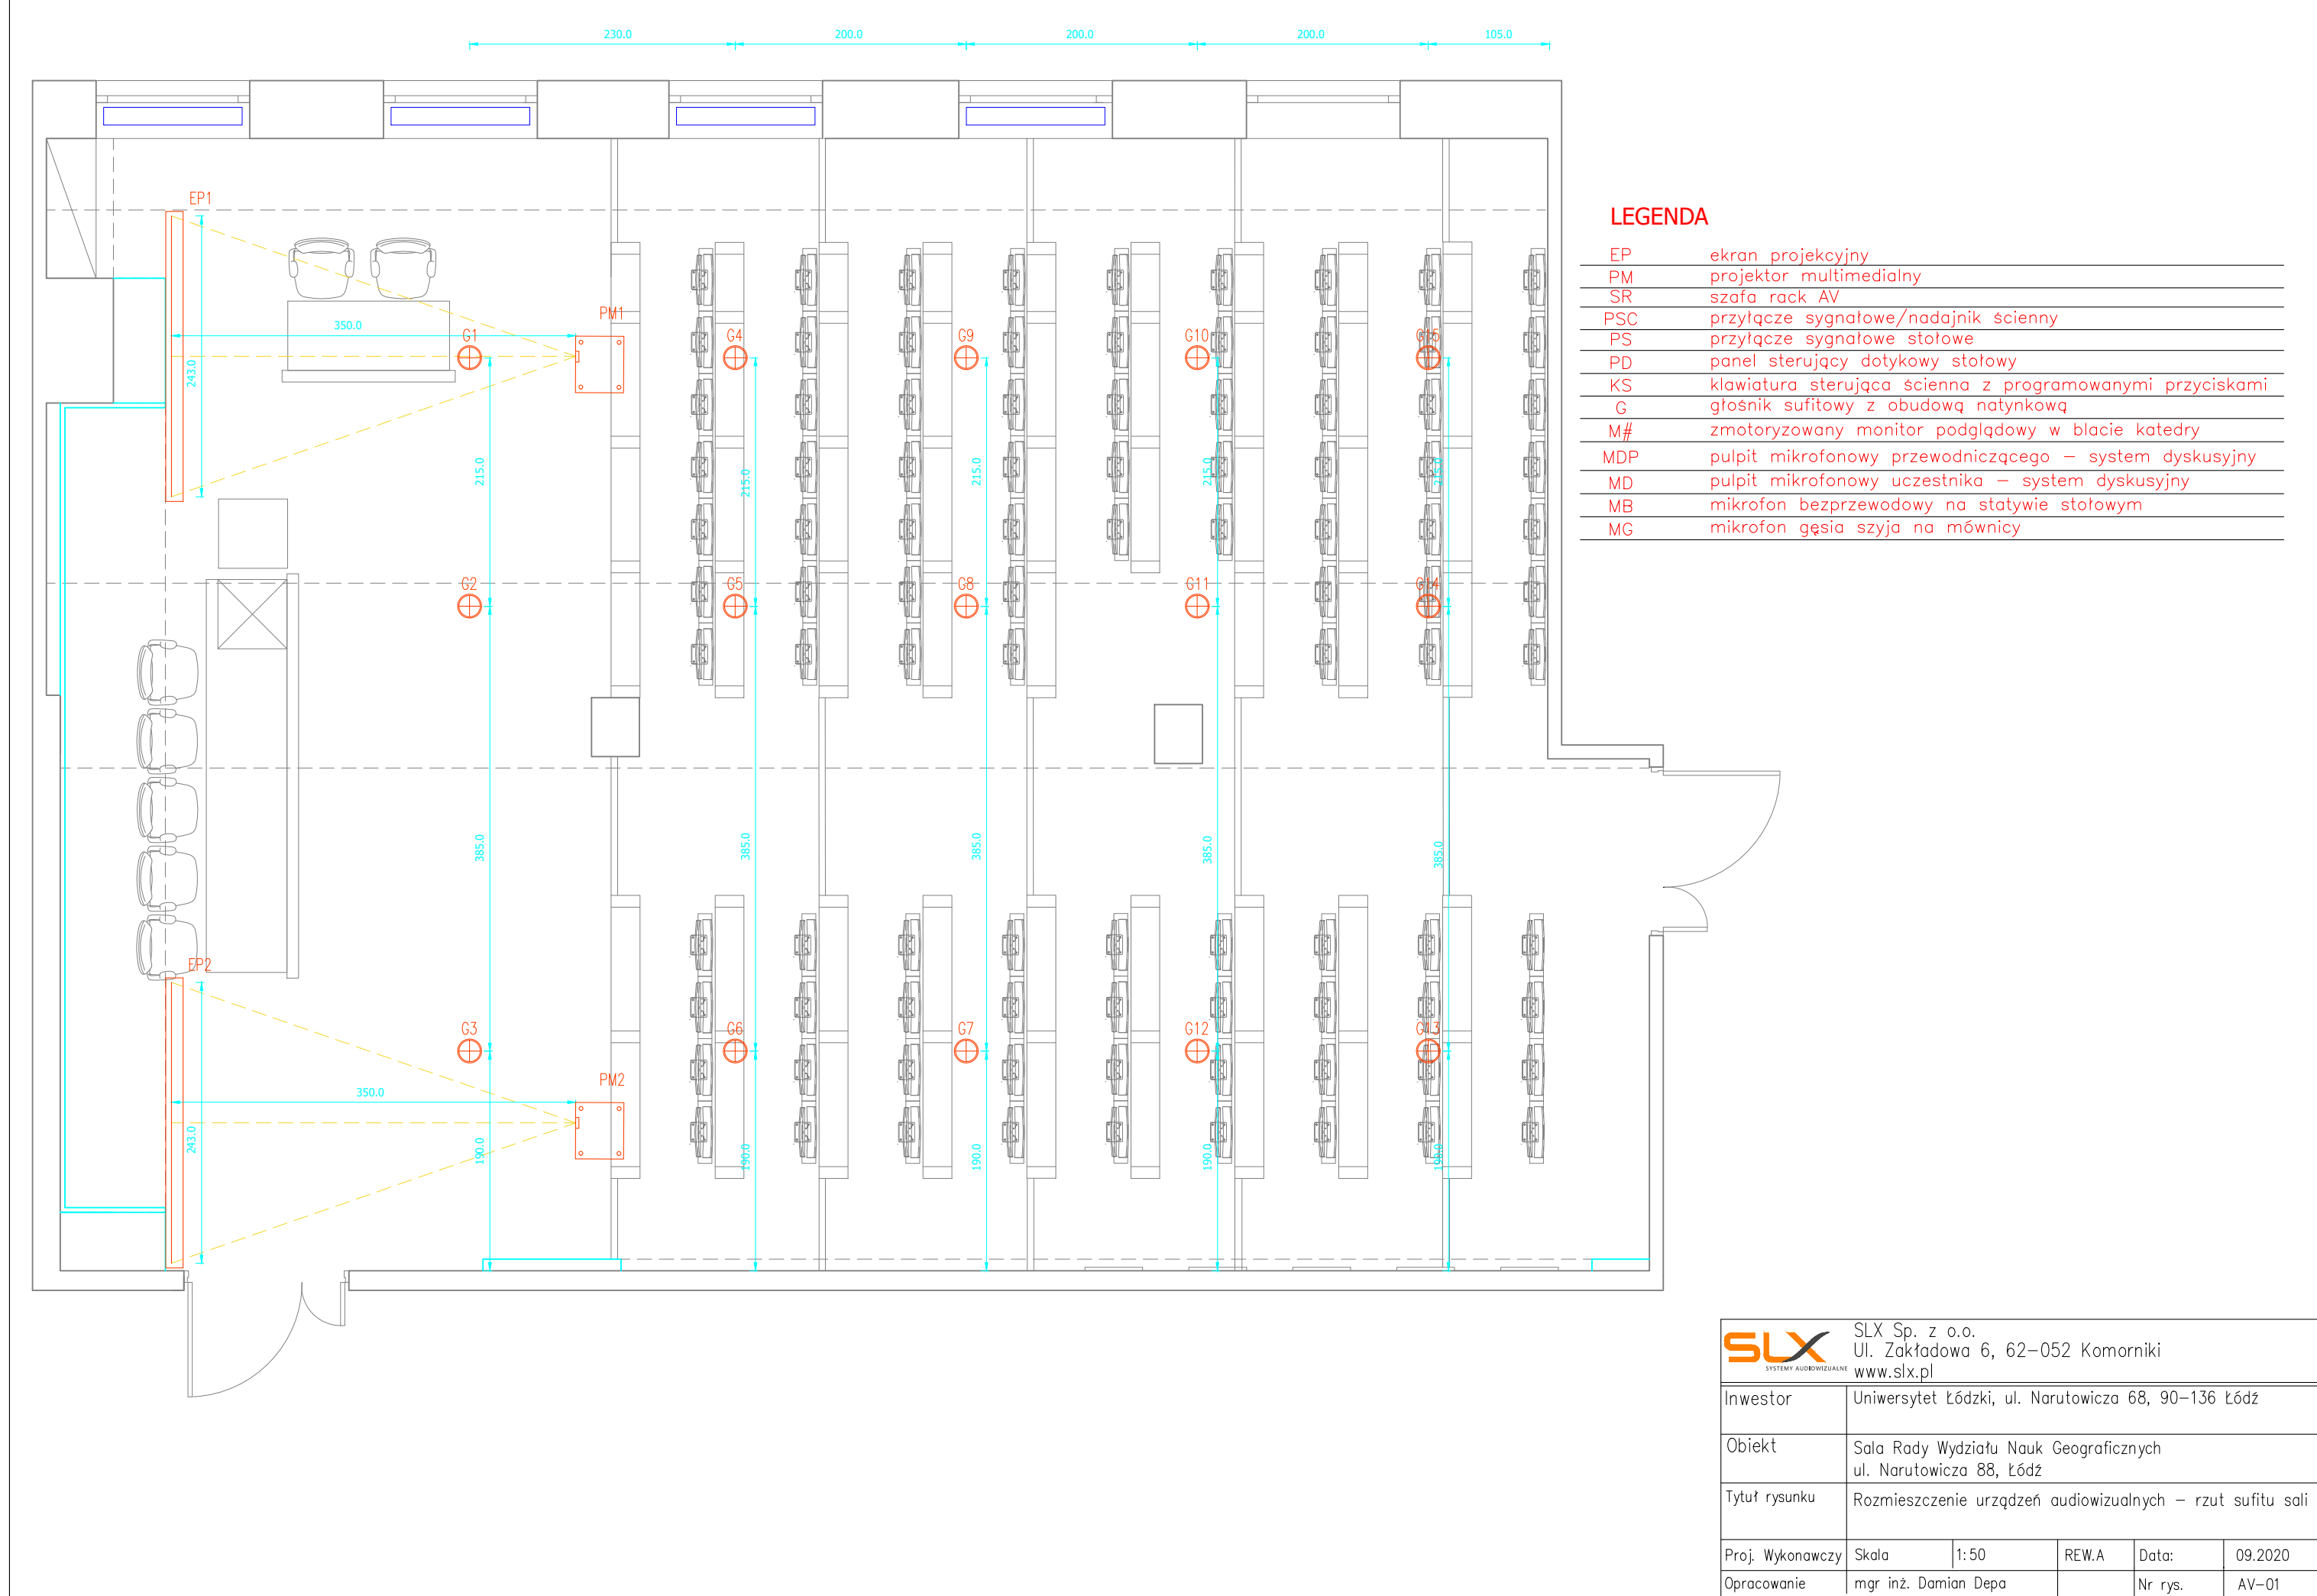 230.0 200.0 200.0 200.0 105.0
EP1
LEGENDA
EP ekran projekcyjny
PM projektor multimedialny
SR szafa rack AV
PSC przyłącze sygnałowe/nadajnik ścienny
PS przyłącze sygnałowe stołowe
PD panel sterujący dotykowy stołowy
KS klawiatura sterująca ścienna z programowanymi przyciskami
G głośnik sufitowy z obudową natynkową
M# zmotoryzowany monitor podglądowy w blacie katedry
MDP pulpit mikrofonowy przewodniczącego – system dyskusyjny
MD pulpit mikrofonowy uczestnika – system dyskusyjny
MB mikrofon bezprzewodowy na statywie stołowym
MG mikrofon gęsia szyja na mównicy
350.0 PM1
G1 G4 G9 G10 G15
243.0
215.0 215.0 215.0 215.0 215.0
G2 G5 G8 G11 G14
385.0 385.0 385.0 385.0 385.0
EP2
G3 G6 G7 G12 G13
350.0 PM2
243.0
190.0 190.0 190.0 190.0 190.0
SLX
SYSTEMY AUDIOWIZUALNE
SLX Sp. z o.o.
Ul. Zakładowa 6, 62–052 Komorniki
www.slx.pl
Inwestor Uniwersytet Łódzki, ul. Narutowicza 68, 90–136 Łódź
Obiekt Sala Rady Wydziału Nauk Geograficznych
ul. Narutowicza 88, Łódź
Tytuł rysunku Rozmieszczenie urządzeń audiowizualnych – rzut sufitu sali
Proj. Wykonawczy Skala 1:50 REW.A Data: 09.2020
Opracowanie mgr inż. Damian Depa Nr rys. AV–01